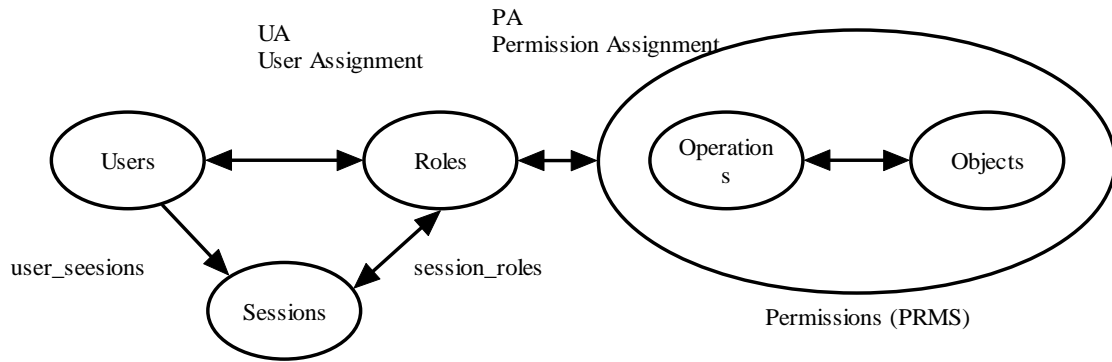 UA
User Assignment
PA
Permission Assignment
Users
Roles
Operation
s
Objects
user_seesions
session_roles
Sessions
Permissions (PRMS)